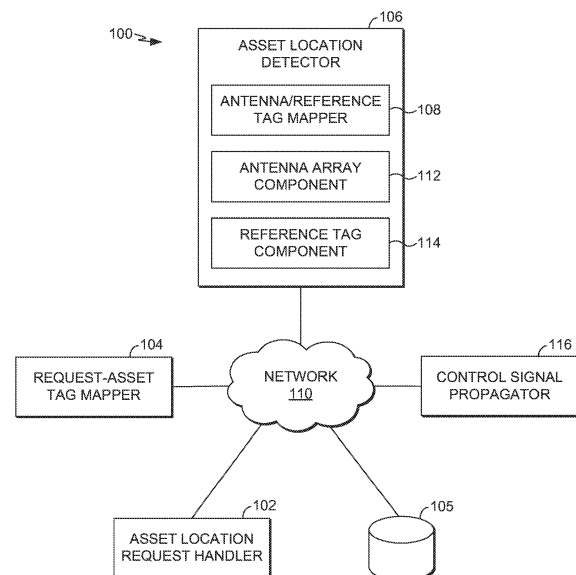 100
106
ASSET LOCATION
DETECTOR
ANTENNA/REFERENCE
TAG MAPPER
108
ANTENNA ARRAY
COMPONENT
112
REFERENCE TAG
COMPONENT
114
104
REQUEST-ASSET
TAG MAPPER
NETWORK
110
116
CONTROL SIGNAL
PROPAGATOR
102
ASSET LOCATION
REQUEST HANDLER
105